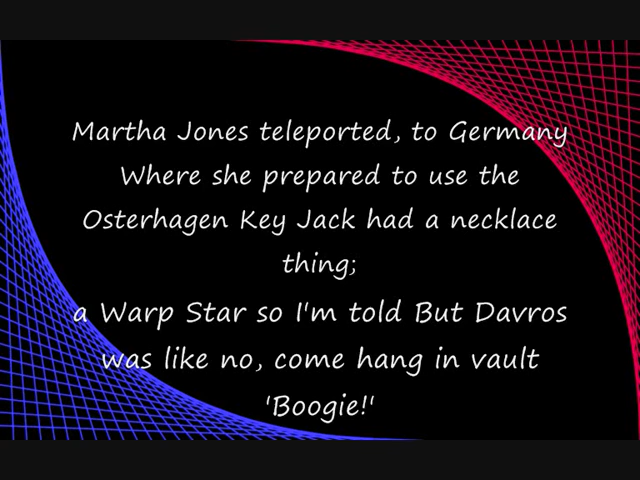 Martha Jones teleported, to Germany
Where she prepared to use the
Osterhagen Key Jack had a necklace
thing;
a Warp Star so I'm told But Davros
was like no, come hang in vault
'Boogie!'